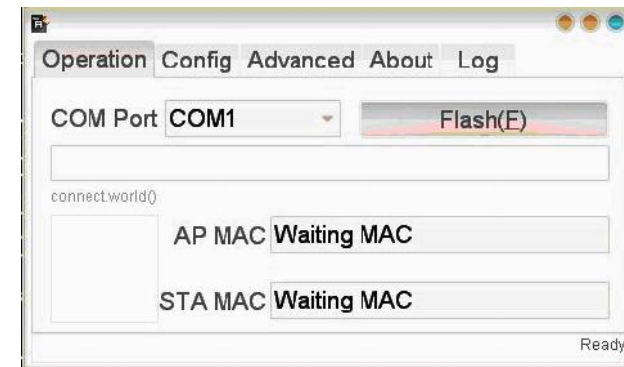 Operation Config Advanced About Log
COM Port COM1 Flash(F)
connect.world()
AP MAC Waiting MAC
STA MAC Waiting MAC
Ready